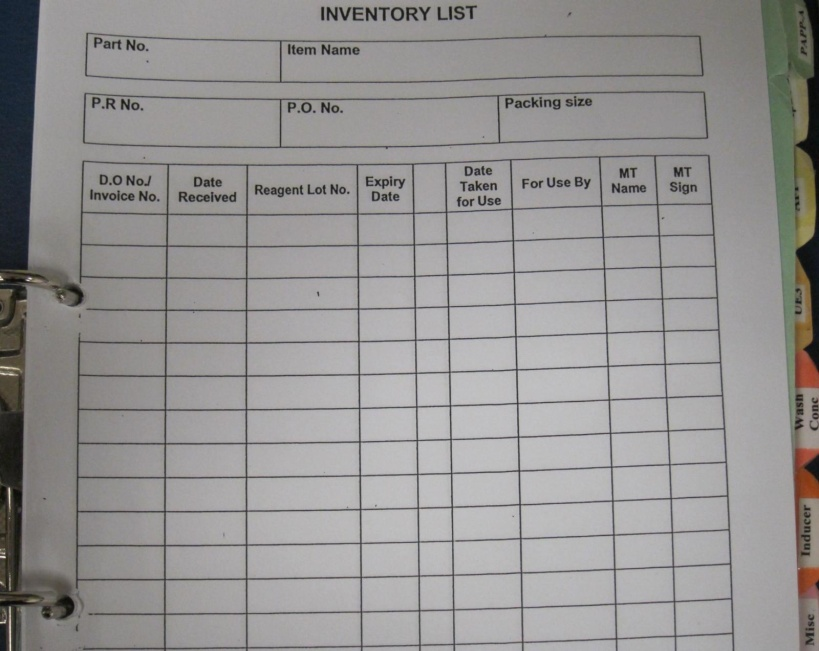 INVENTORY LIST
Part No.
Item Name
P.R No.
P.O. No.
Packing size
D.O No./
Invoice No.
Date
Received
Reagent Lot No.
Expiry
Date
Date
Taken
for Use
For Use By
MT
Name
MT
Sign
PAPP-A
UE3
Wash
Conc
Inducer
Misc